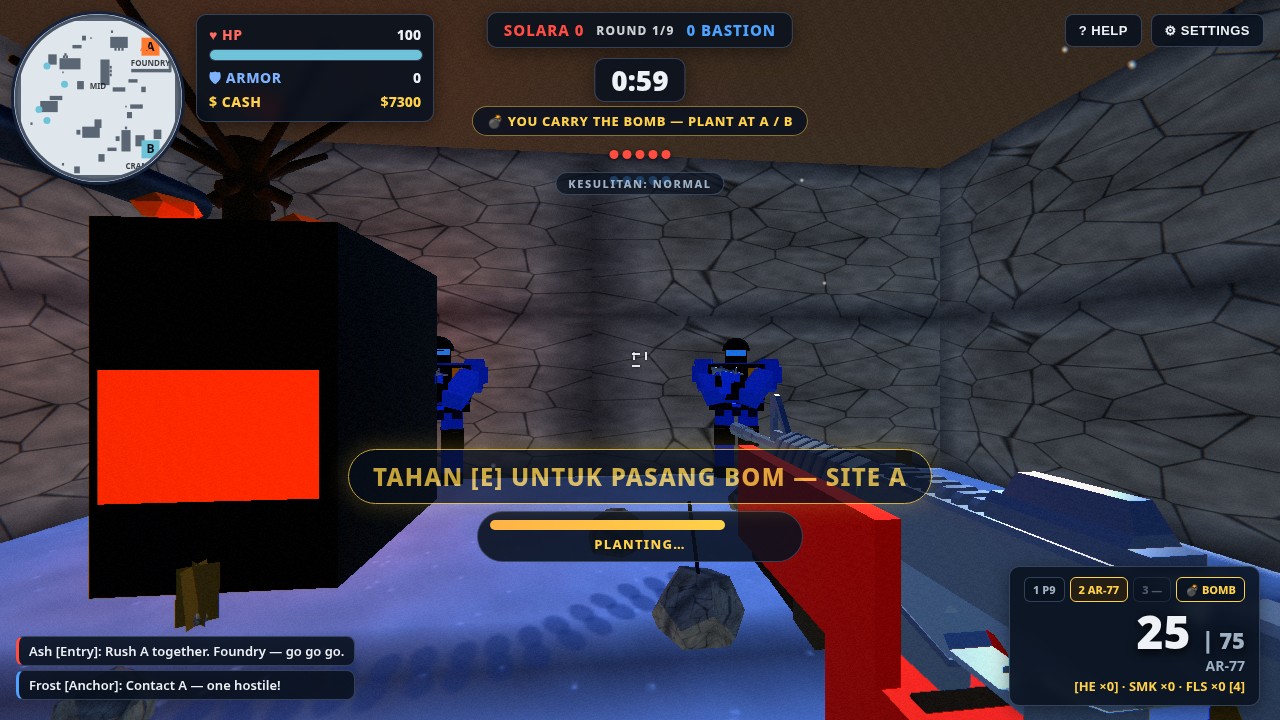 A
FOUNDRY
MID
B
♥ HP 100
🛡 ARMOR 0
$ CASH $7300
SOLARA 0 ROUND 1/9 0 BASTION
0:59
💣 YOU CARRY THE BOMB — PLANT AT A / B
KESULITAN: NORMAL
? HELP
⚙ SETTINGS
TAHAN [E] UNTUK PASANG BOM — SITE A
PLANTING…
Ash [Entry]: Rush A together. Foundry — go go go.
Frost [Anchor]: Contact A — one hostile!
1 P9 2 AR-77 3 — 💣 BOMB
25 | 75
AR-77
[HE ×0] · SMK ×0 · FLS ×0 [4]